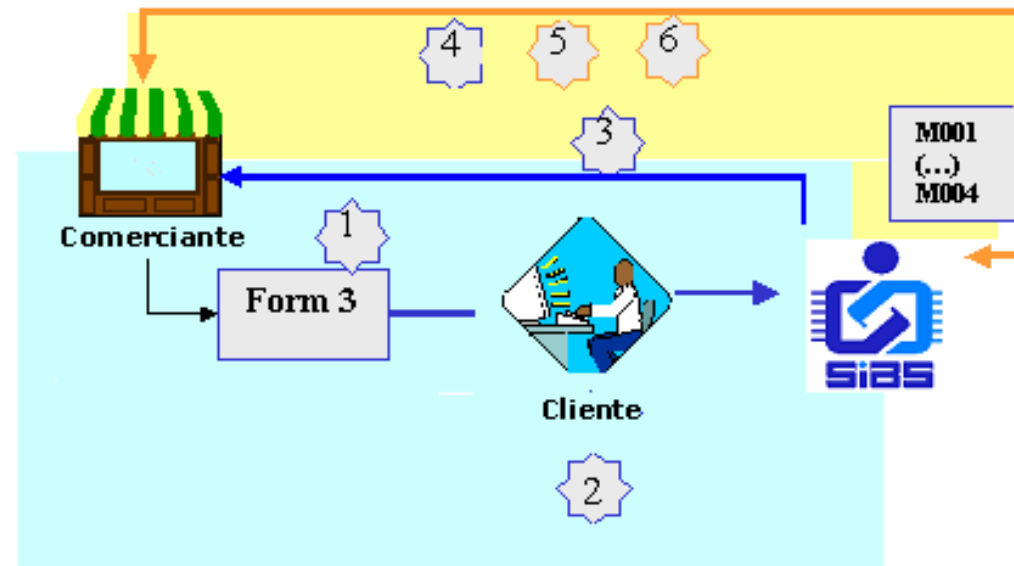 4
5
6
3
M001
(...)
M004
Comerciante
1
Form 3
SiBS
Cliente
2